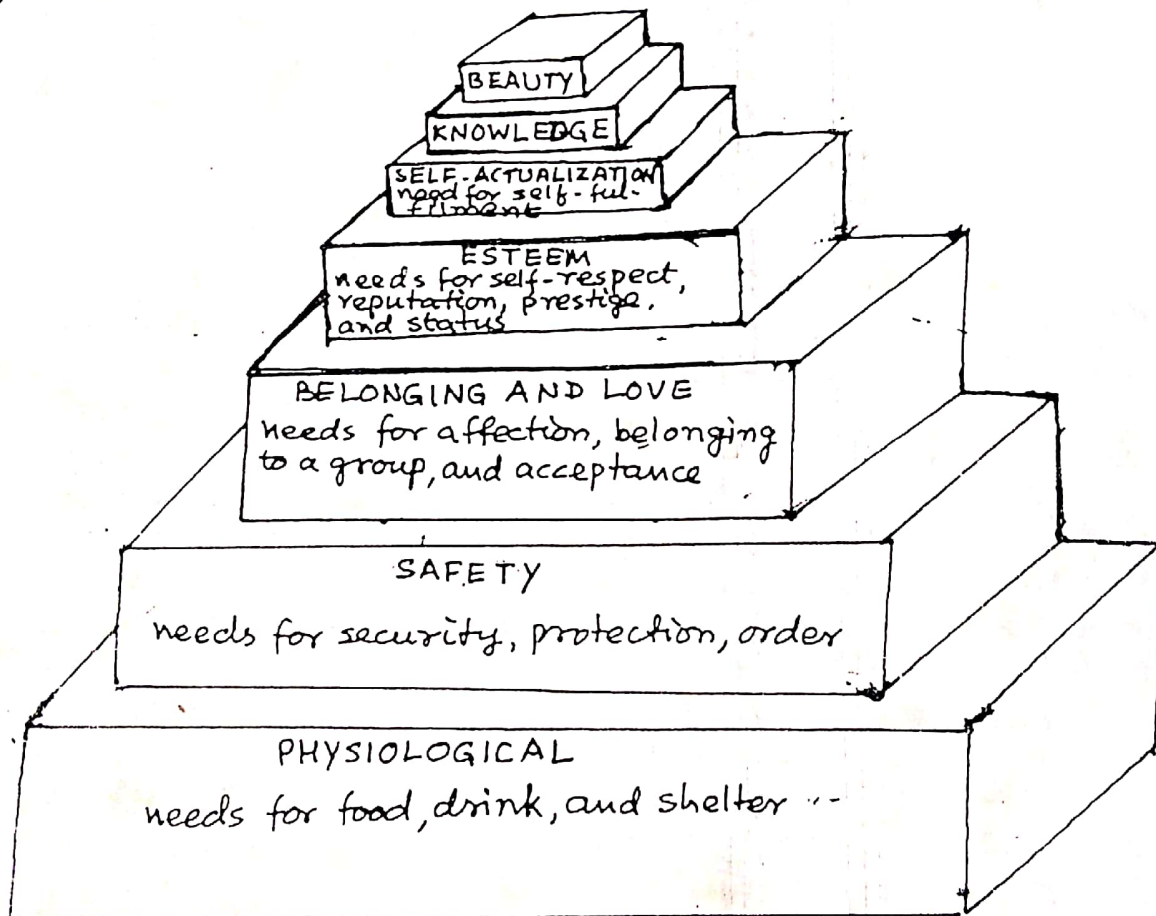 BEAUTY
KNOWLEDGE
SELF-ACTUALIZATION
need for self-ful-
filment
ESTEEM
needs for self-respect,
reputation, prestige,
and status
BELONGING AND LOVE
needs for affection, belonging
to a group, and acceptance
SAFETY
needs for security, protection, order
PHYSIOLOGICAL
needs for food, drink, and shelter ...